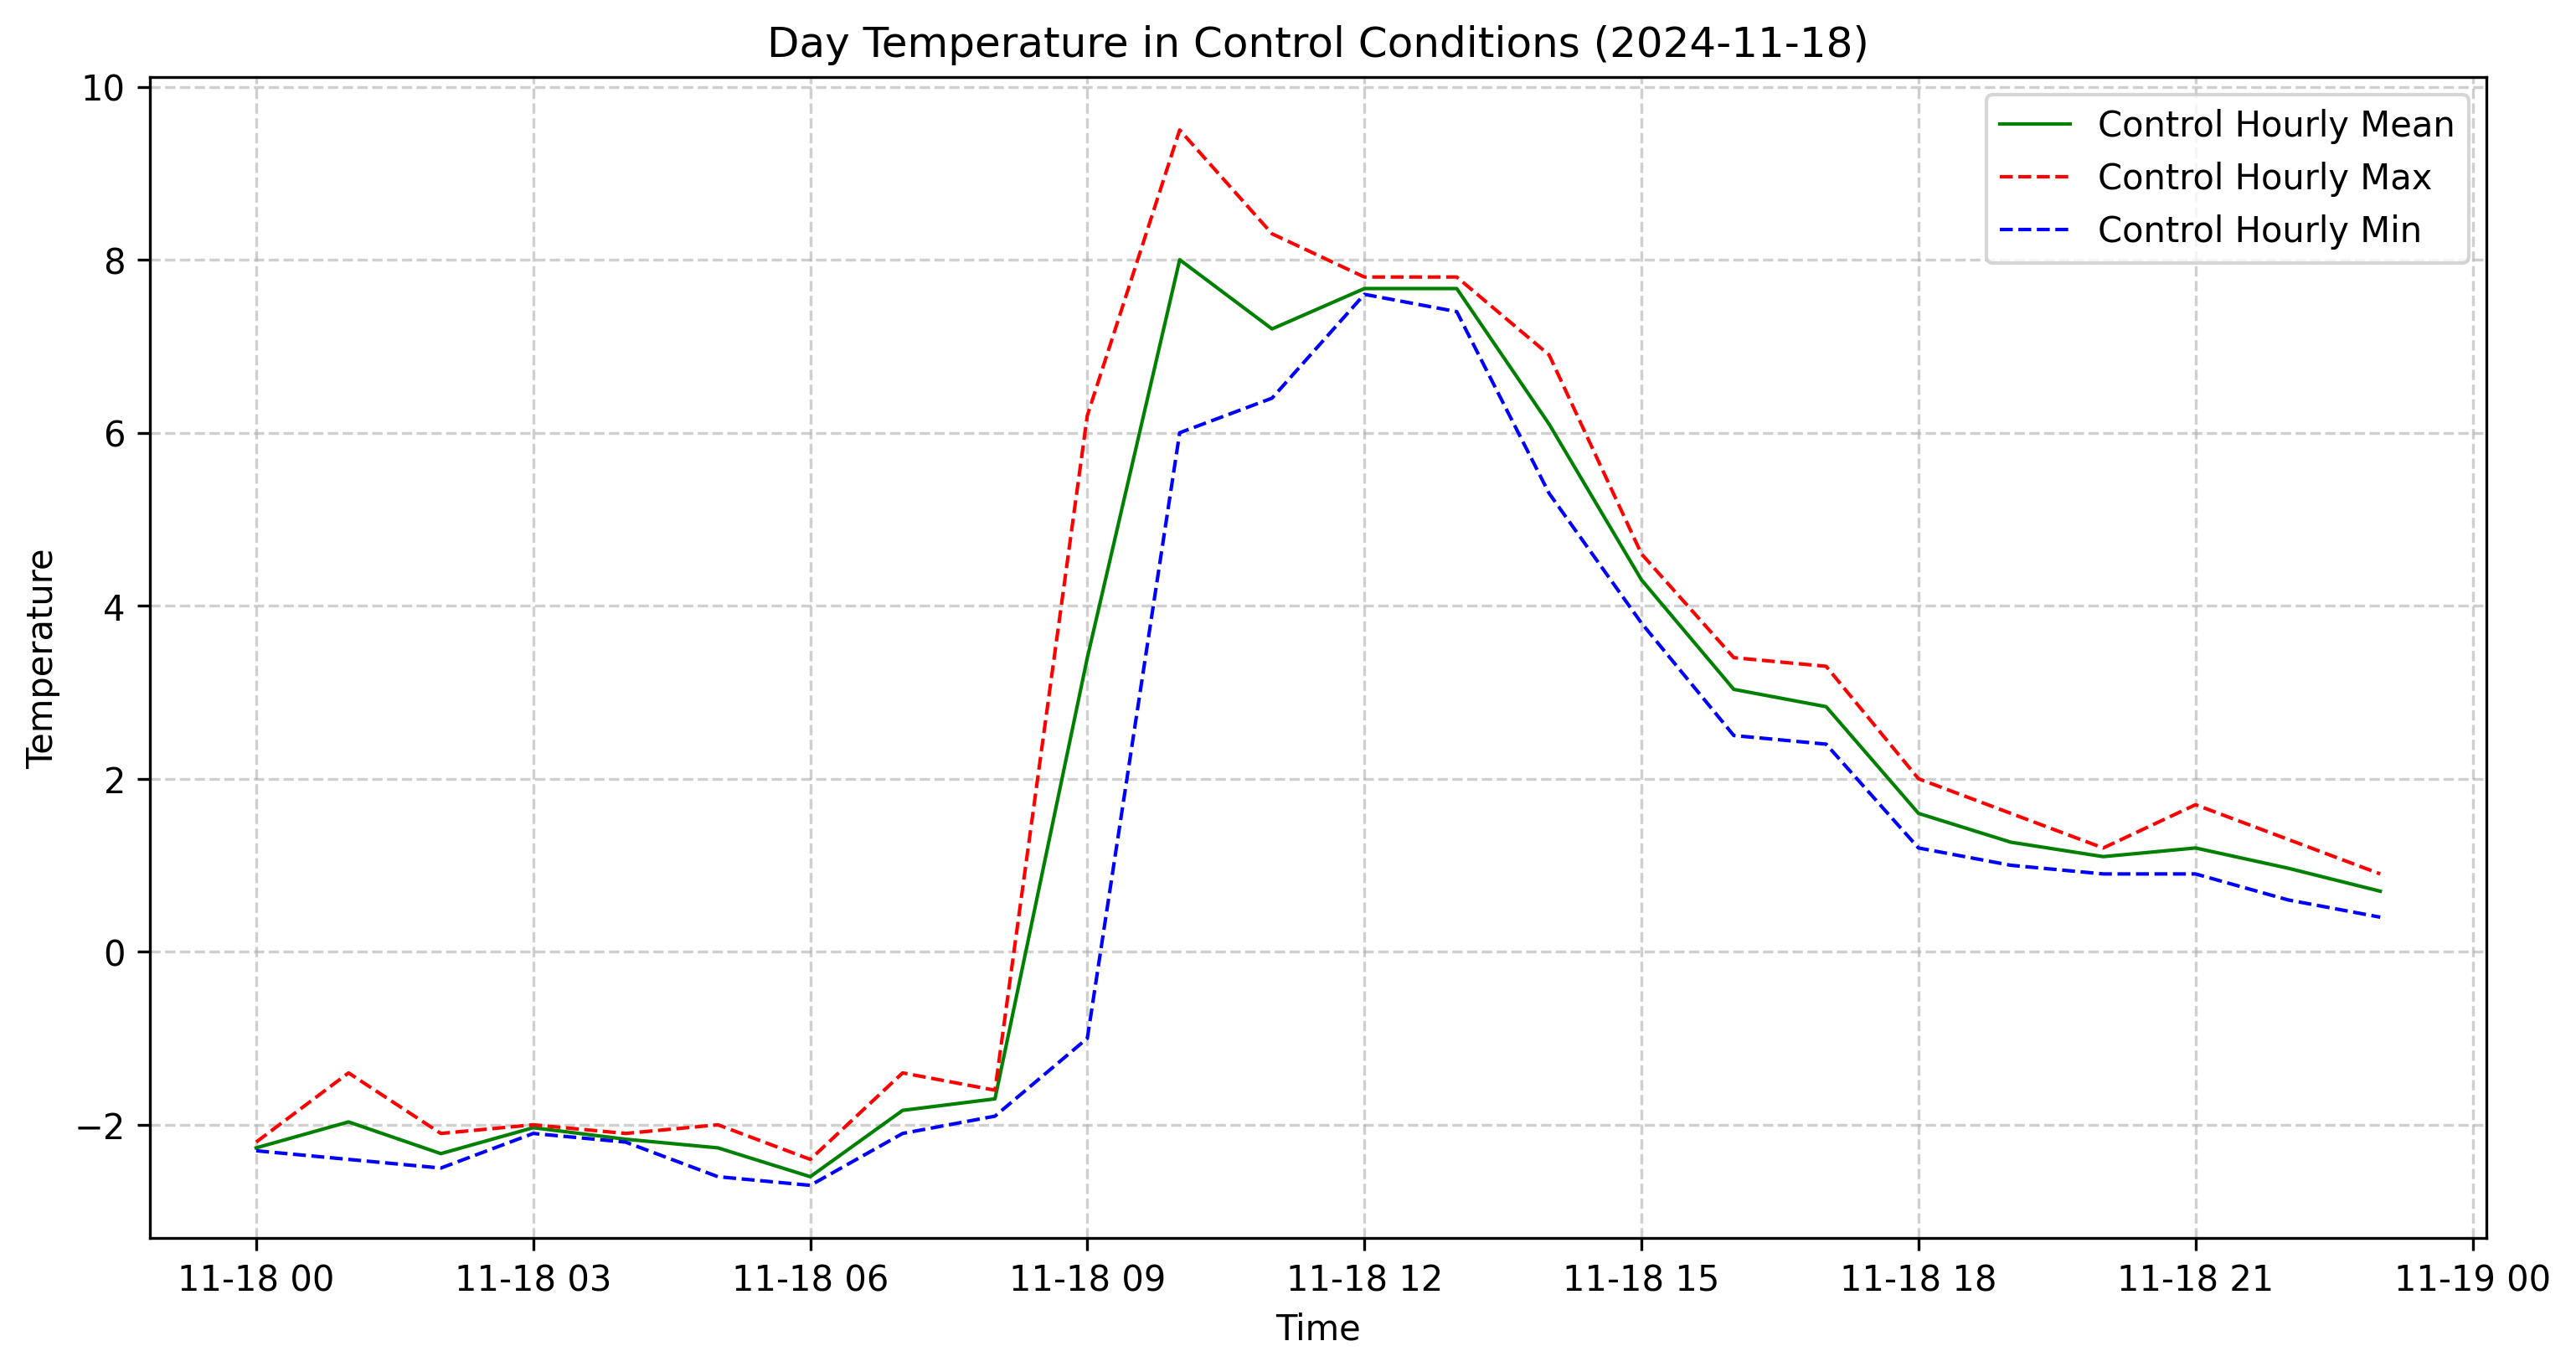 Day Temperature in Control Conditions (2024-11-18)
Control Hourly Mean
Control Hourly Max
Control Hourly Min
Temperature
10
8
6
4
2
0
−2
11-18 00
11-18 03
11-18 06
11-18 09
11-18 12
11-18 15
11-18 18
11-18 21
11-19 00
Time